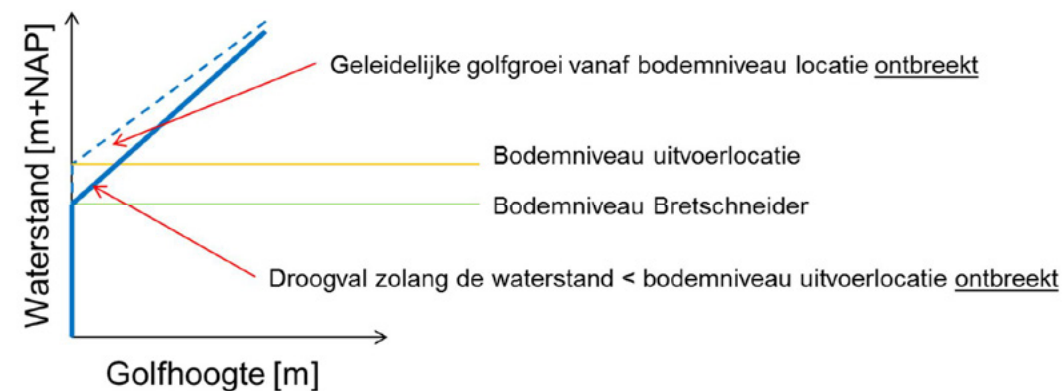 Waterstand [m+NAP]
Geleidelijke golfgroei vanaf bodemniveau locatie ontbreekt
Bodemniveau uitvoerlocatie
Bodemniveau Bretschneider
Droogval zolang de waterstand < bodemniveau uitvoerlocatie ontbreekt
Golfhoogte [m]